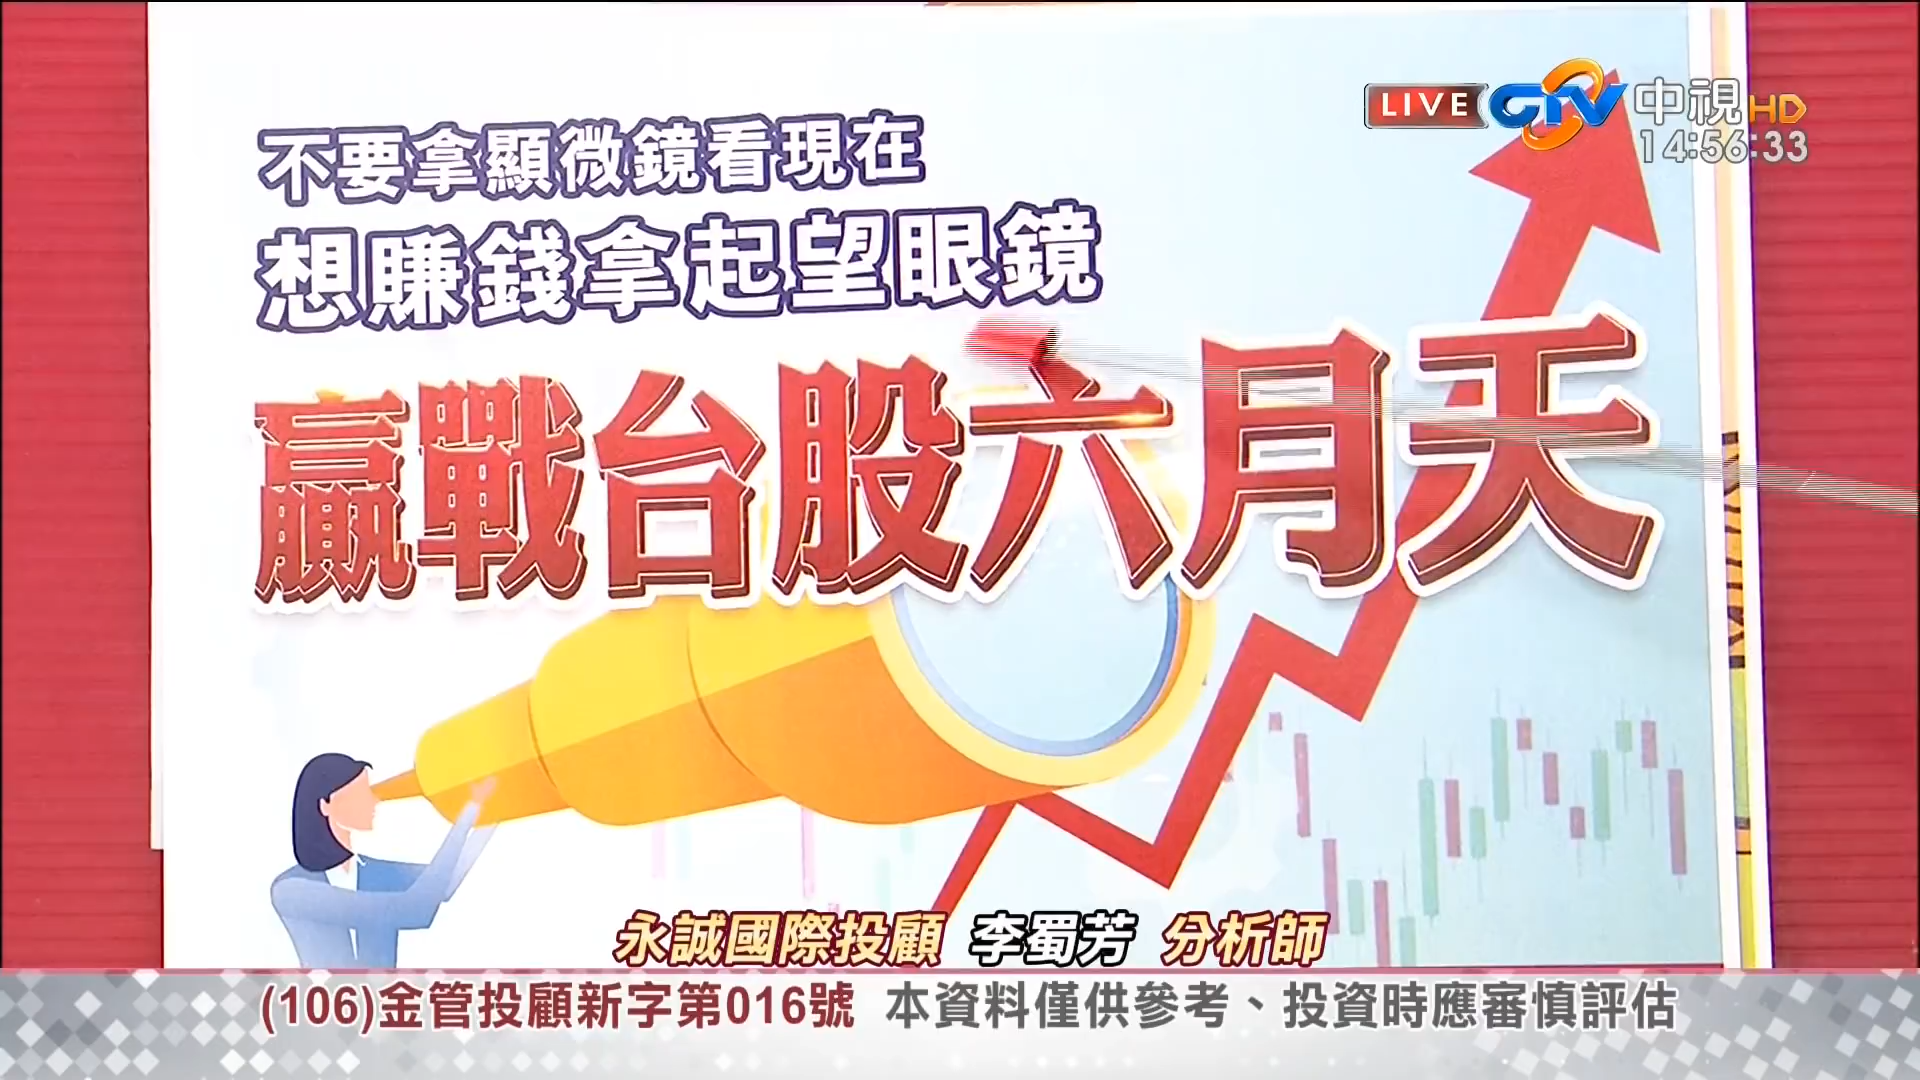 LIVE CTV 中視HD
14:56:33
不要拿顯微鏡看現在
想賺錢拿起望眼鏡
贏戰台股六月天
永誠國際投顧 李蜀芳 分析師
(106)金管投顧新字第016號 本資料僅供參考、投資時應審慎評估